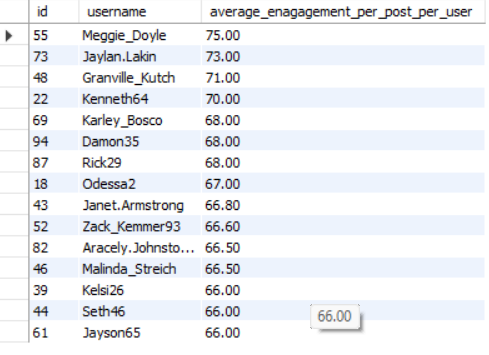 id username average_enagagement_per_post_per_user
55 Meggie_Doyle 75.00
73 Jaylan.Lakin 73.00
48 Granville_Kutch 71.00
22 Kenneth64 70.00
69 Karley_Bosco 68.00
94 Damon35 68.00
87 Rick29 68.00
18 Odessa2 67.00
43 Janet.Armstrong 66.80
52 Zack_Kemmer93 66.60
82 Aracely.Johnsto... 66.50
46 Malinda_Streich 66.50
39 Kelsi26 66.00
44 Seth46 66.00 66.00
61 Jayson65 66.00